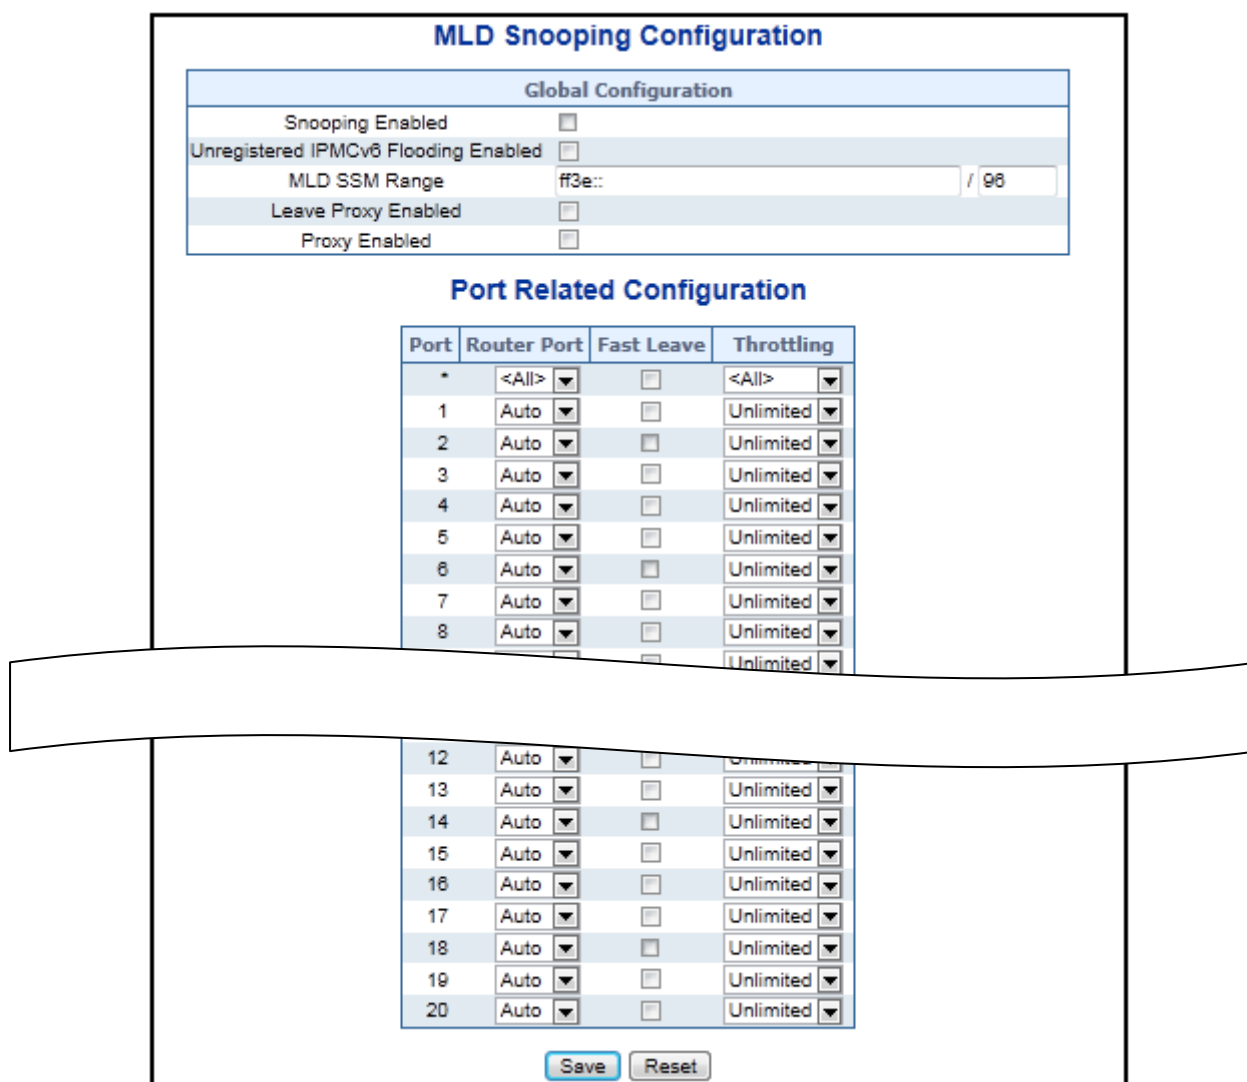 MLD Snooping Configuration
Global Configuration
Snooping Enabled
Unregistered IPMCv6 Flooding Enabled
MLD SSM Range ff3e:: / 96
Leave Proxy Enabled
Proxy Enabled
Port Related Configuration
Port Router Port Fast Leave Throttling
* <All> <All>
1 Auto Unlimited
2 Auto Unlimited
3 Auto Unlimited
4 Auto Unlimited
5 Auto Unlimited
6 Auto Unlimited
7 Auto Unlimited
8 Auto Unlimited
Unlimited
12 Auto Unlimited
13 Auto Unlimited
14 Auto Unlimited
15 Auto Unlimited
16 Auto Unlimited
17 Auto Unlimited
18 Auto Unlimited
19 Auto Unlimited
20 Auto Unlimited
Save Reset